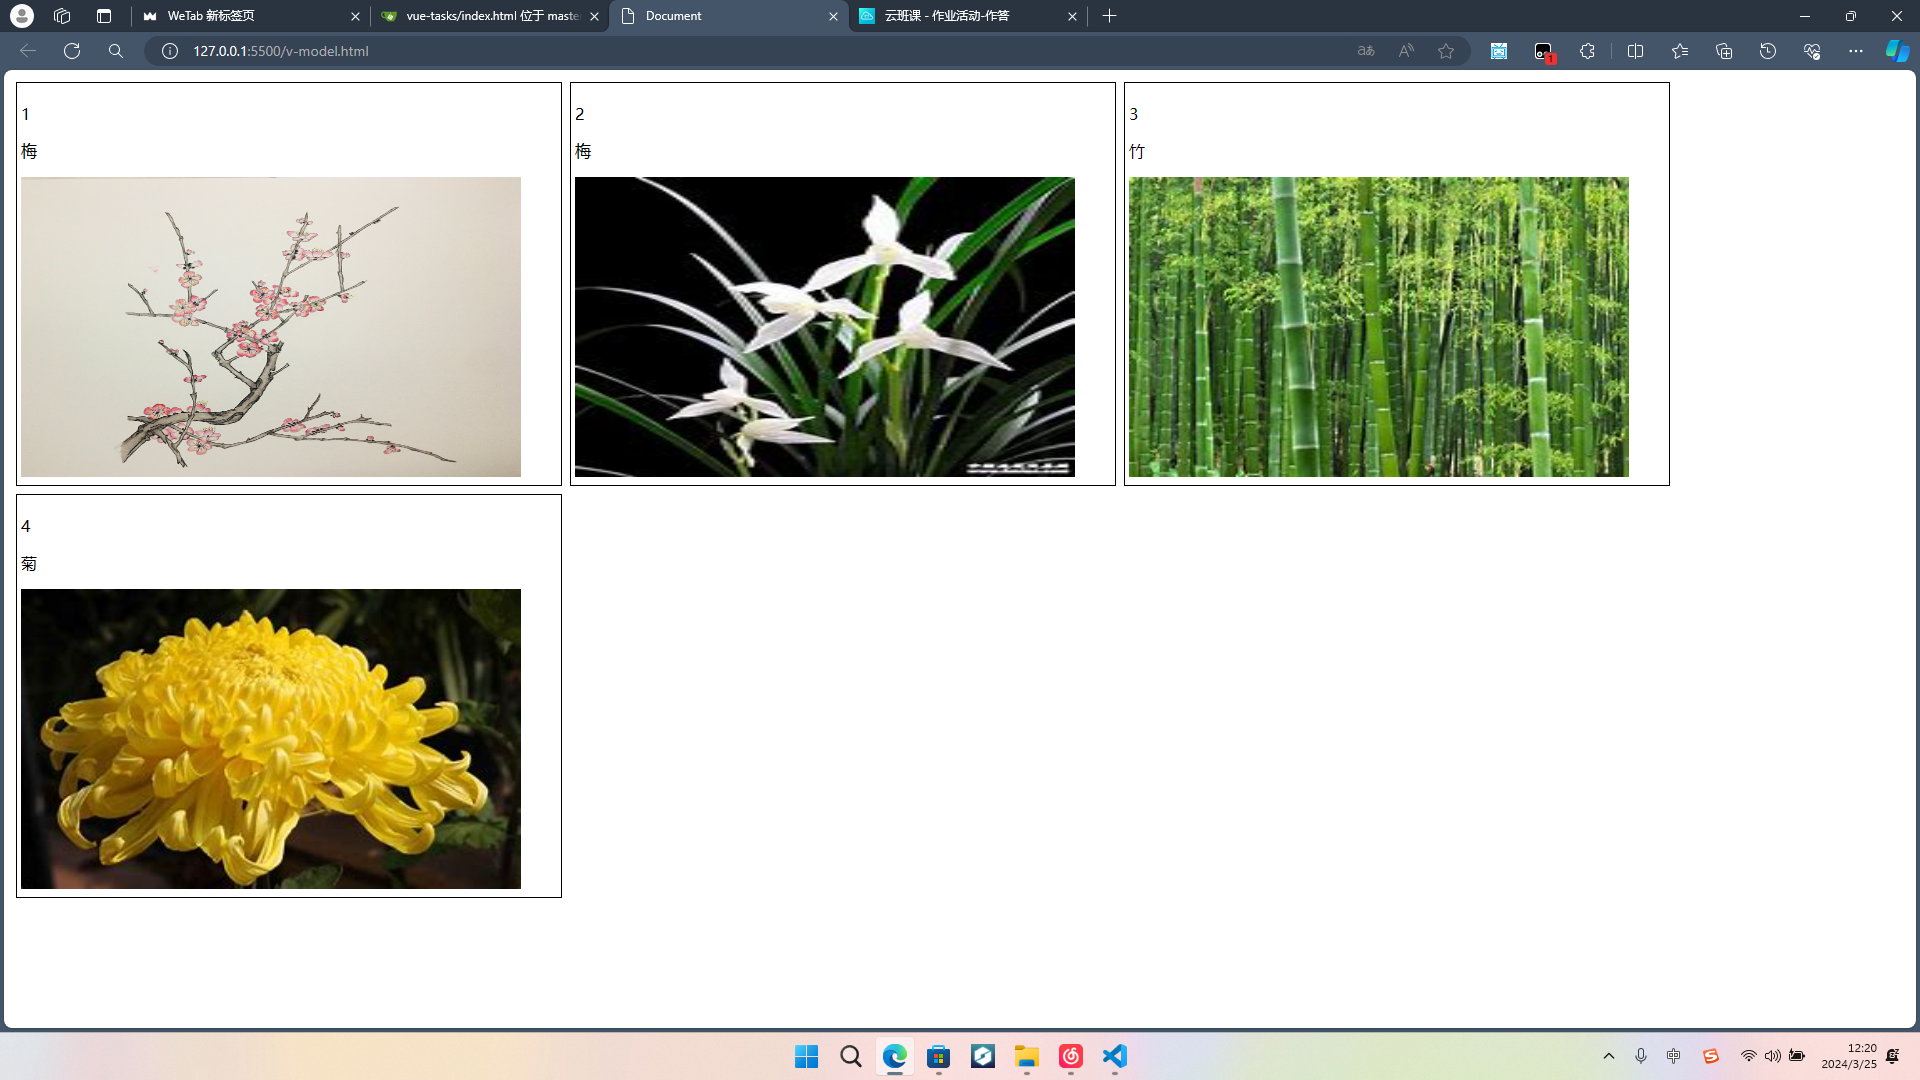 WeTab 新标签页
vue-tasks/index.html 位于 maste
Document
云班课 - 作业活动-作答
127.0.0.1:5500/v-model.html
1
梅
2
梅
3
竹
4
菊
中
12:20
2024/3/25